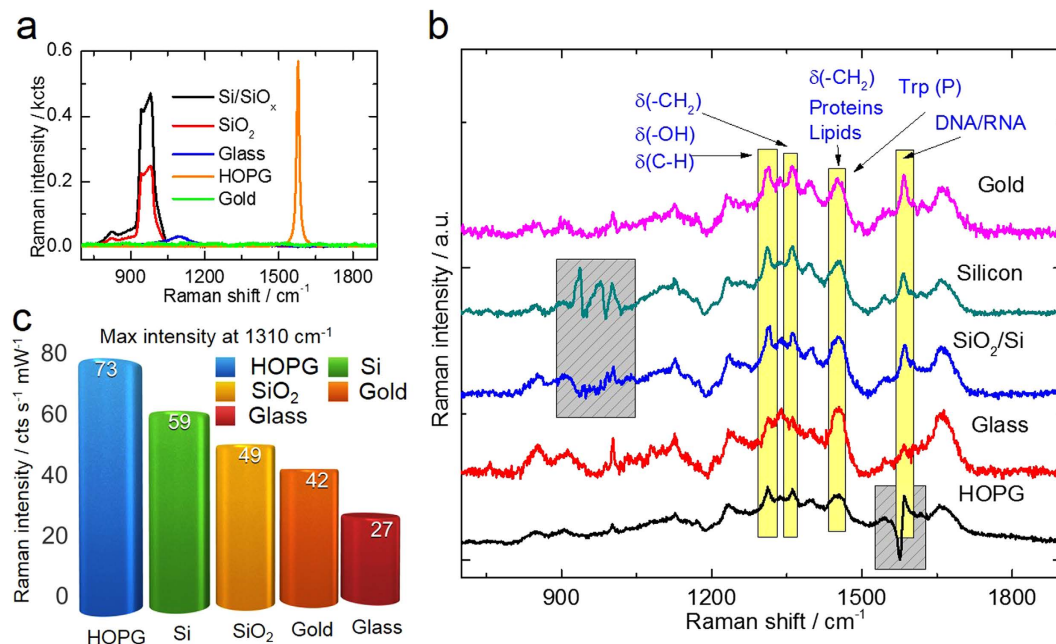 a
0.6
0.4
0.2
0.0
Raman intensity / kcts
Si/SiOₓ
SiO₂
Glass
HOPG
Gold
900 1200 1500 1800
Raman shift / cm⁻¹
b
δ(-CH₂)
δ(-OH)
δ(C-H)
δ(-CH₂)
Proteins
Lipids
Trp (P)
DNA/RNA
Gold
Silicon
SiO₂/Si
Glass
HOPG
Raman intensity / a.u.
900 1200 1500 1800
Raman shift / cm⁻¹
c
Max intensity at 1310 cm⁻¹
HOPG Si
SiO₂ Gold
Glass
80
60
40
20
0
Raman intensity / cts s⁻¹ mW⁻¹
73
59
49
42
27
HOPG Si SiO₂ Gold Glass